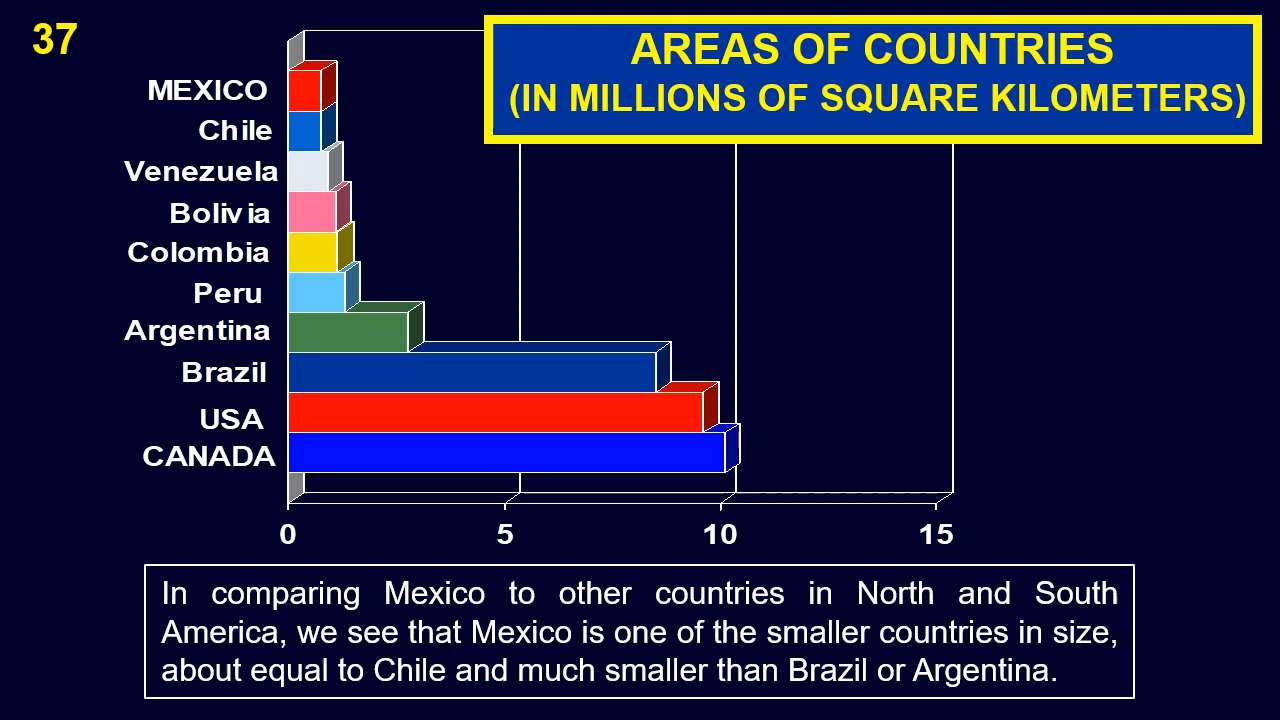 37
AREAS OF COUNTRIES
(IN MILLIONS OF SQUARE KILOMETERS)
MEXICO
Chile
Venezuela
Bolivia
Colombia
Peru
Argentina
Brazil
USA
CANADA
0 5 10 15
In comparing Mexico to other countries in North and South
America, we see that Mexico is one of the smaller countries in size,
about equal to Chile and much smaller than Brazil or Argentina.